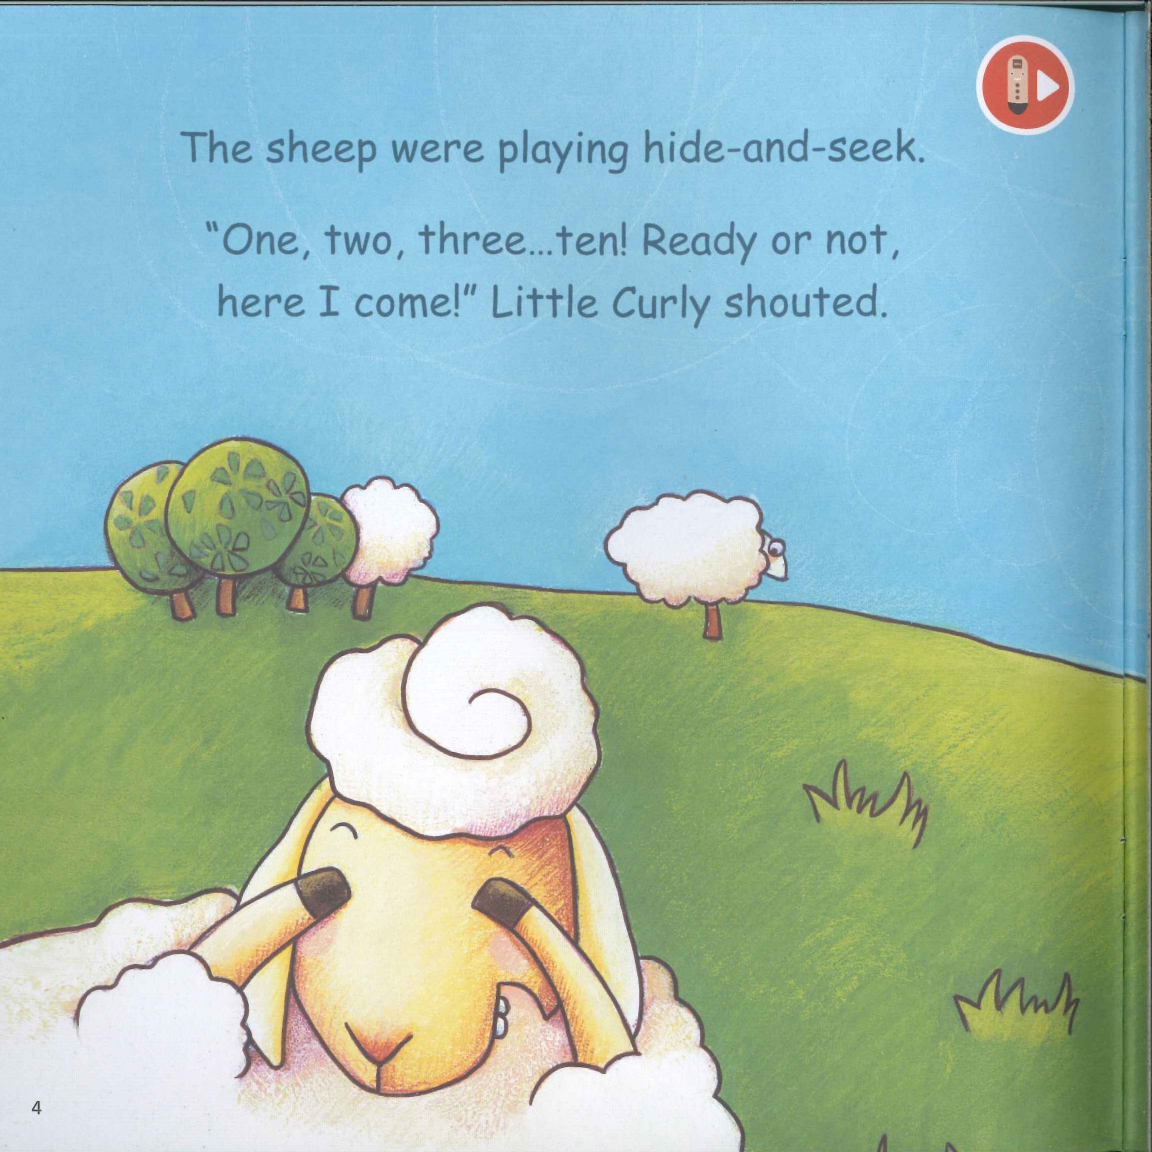 The sheep were playing hide-and-seek.
“One, two, three...ten! Ready or not,
here I come!” Little Curly shouted.
4